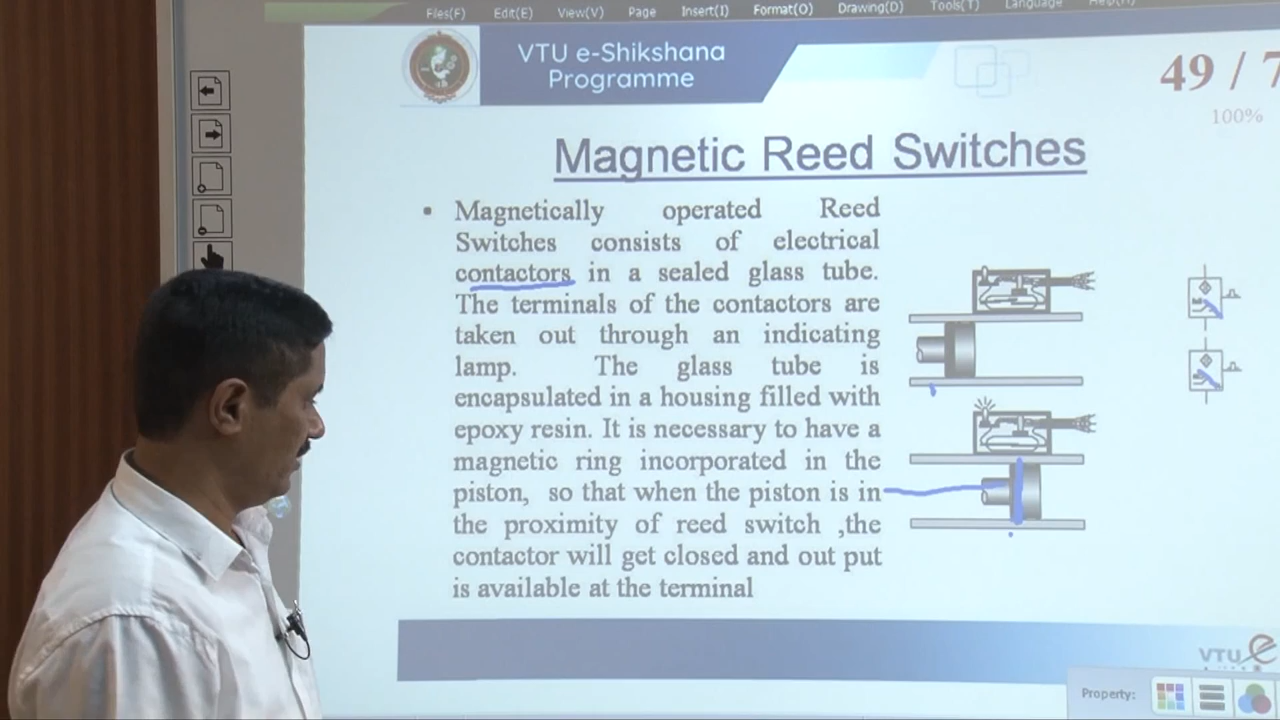 Files(F) Edit(E) View(V) Page Insert(I) Format(O) Drawing(D) Tools(T) Language Help(H)
VTU e-Shikshana
Programme
49 / 7
100%
Magnetic Reed Switches
▪ Magnetically operated Reed
Switches consists of electrical
contactors in a sealed glass tube.
The terminals of the contactors are
taken out through an indicating
lamp. The glass tube is
encapsulated in a housing filled with
epoxy resin. It is necessary to have a
magnetic ring incorporated in the
piston, so that when the piston is in
the proximity of reed switch ,the
contactor will get closed and out put
is available at the terminal
VTU e
Property: